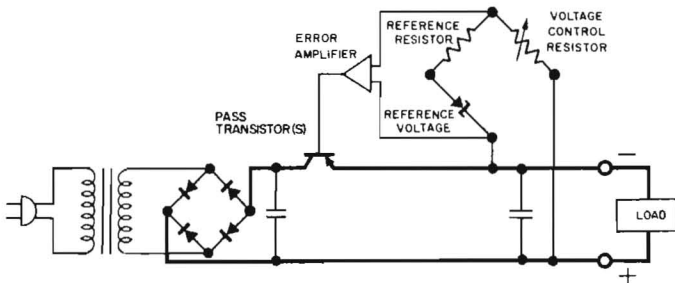 REFERENCE
RESISTOR
VOLTAGE
CONTROL
RESISTOR
ERROR
AMPLIFIER
REFERENCE
VOLTAGE
PASS
TRANSISTOR(S)
−
LOAD
+